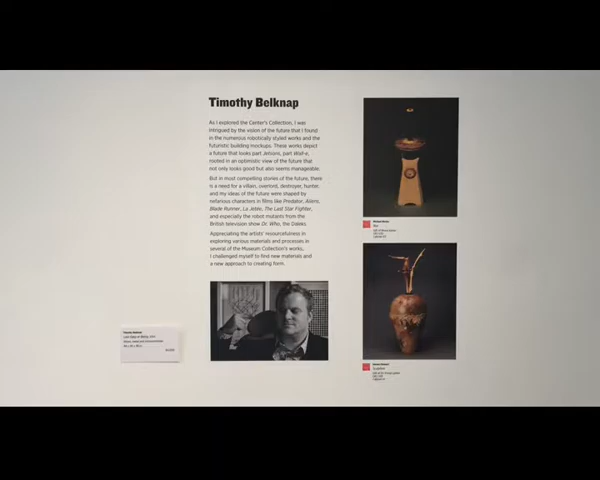 Timothy Belknap
As I explored the Center's Collection, I was
intrigued by the vision of the future that I found
in the numerous robotically styled works and the
futuristic building mockups. These works depict
a future that looks part Jetsons, part Wall-e,
rooted in an optimistic view of the future that
not only looks good but also seems manageable.
But in most compelling stories of the future, there
is a need for a villain, overlord, destroyer, hunter,
and my ideas of the future were shaped by
nefarious characters in films like Predator, Aliens,
Blade Runner, La Jetée, The Last Star Fighter,
and especially the robot mutants from the
British television show Dr. Who, the Daleks.
Appreciating the artists' resourcefulness in
exploring various materials and processes in
several of the Museum Collection's works,
I challenged myself to find new materials and
a new approach to creating form.
Timothy Belknap